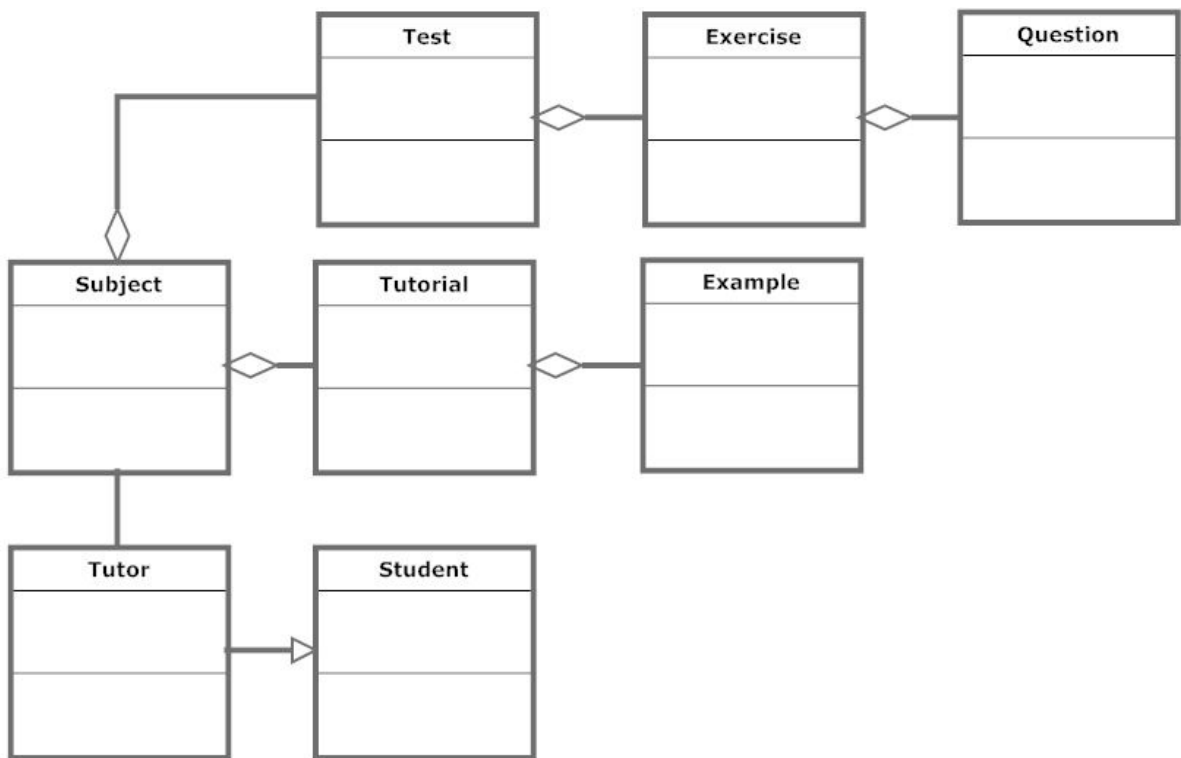 Test
Exercise
Question
Subject
Tutorial
Example
Tutor
Student